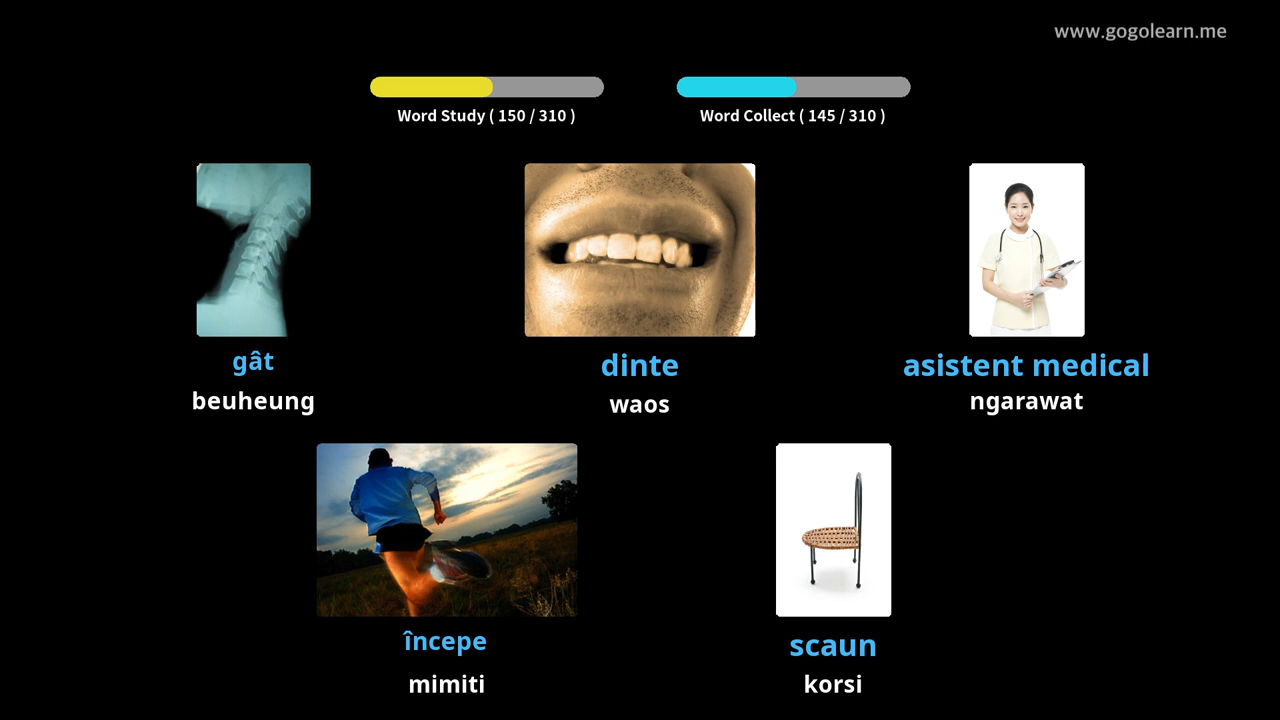 www.gogolearn.me
Word Study ( 150 / 310 )
Word Collect ( 145 / 310 )
gât
beuheung
dinte
waos
asistent medical
ngarawat
începe
mimiti
scaun
korsi